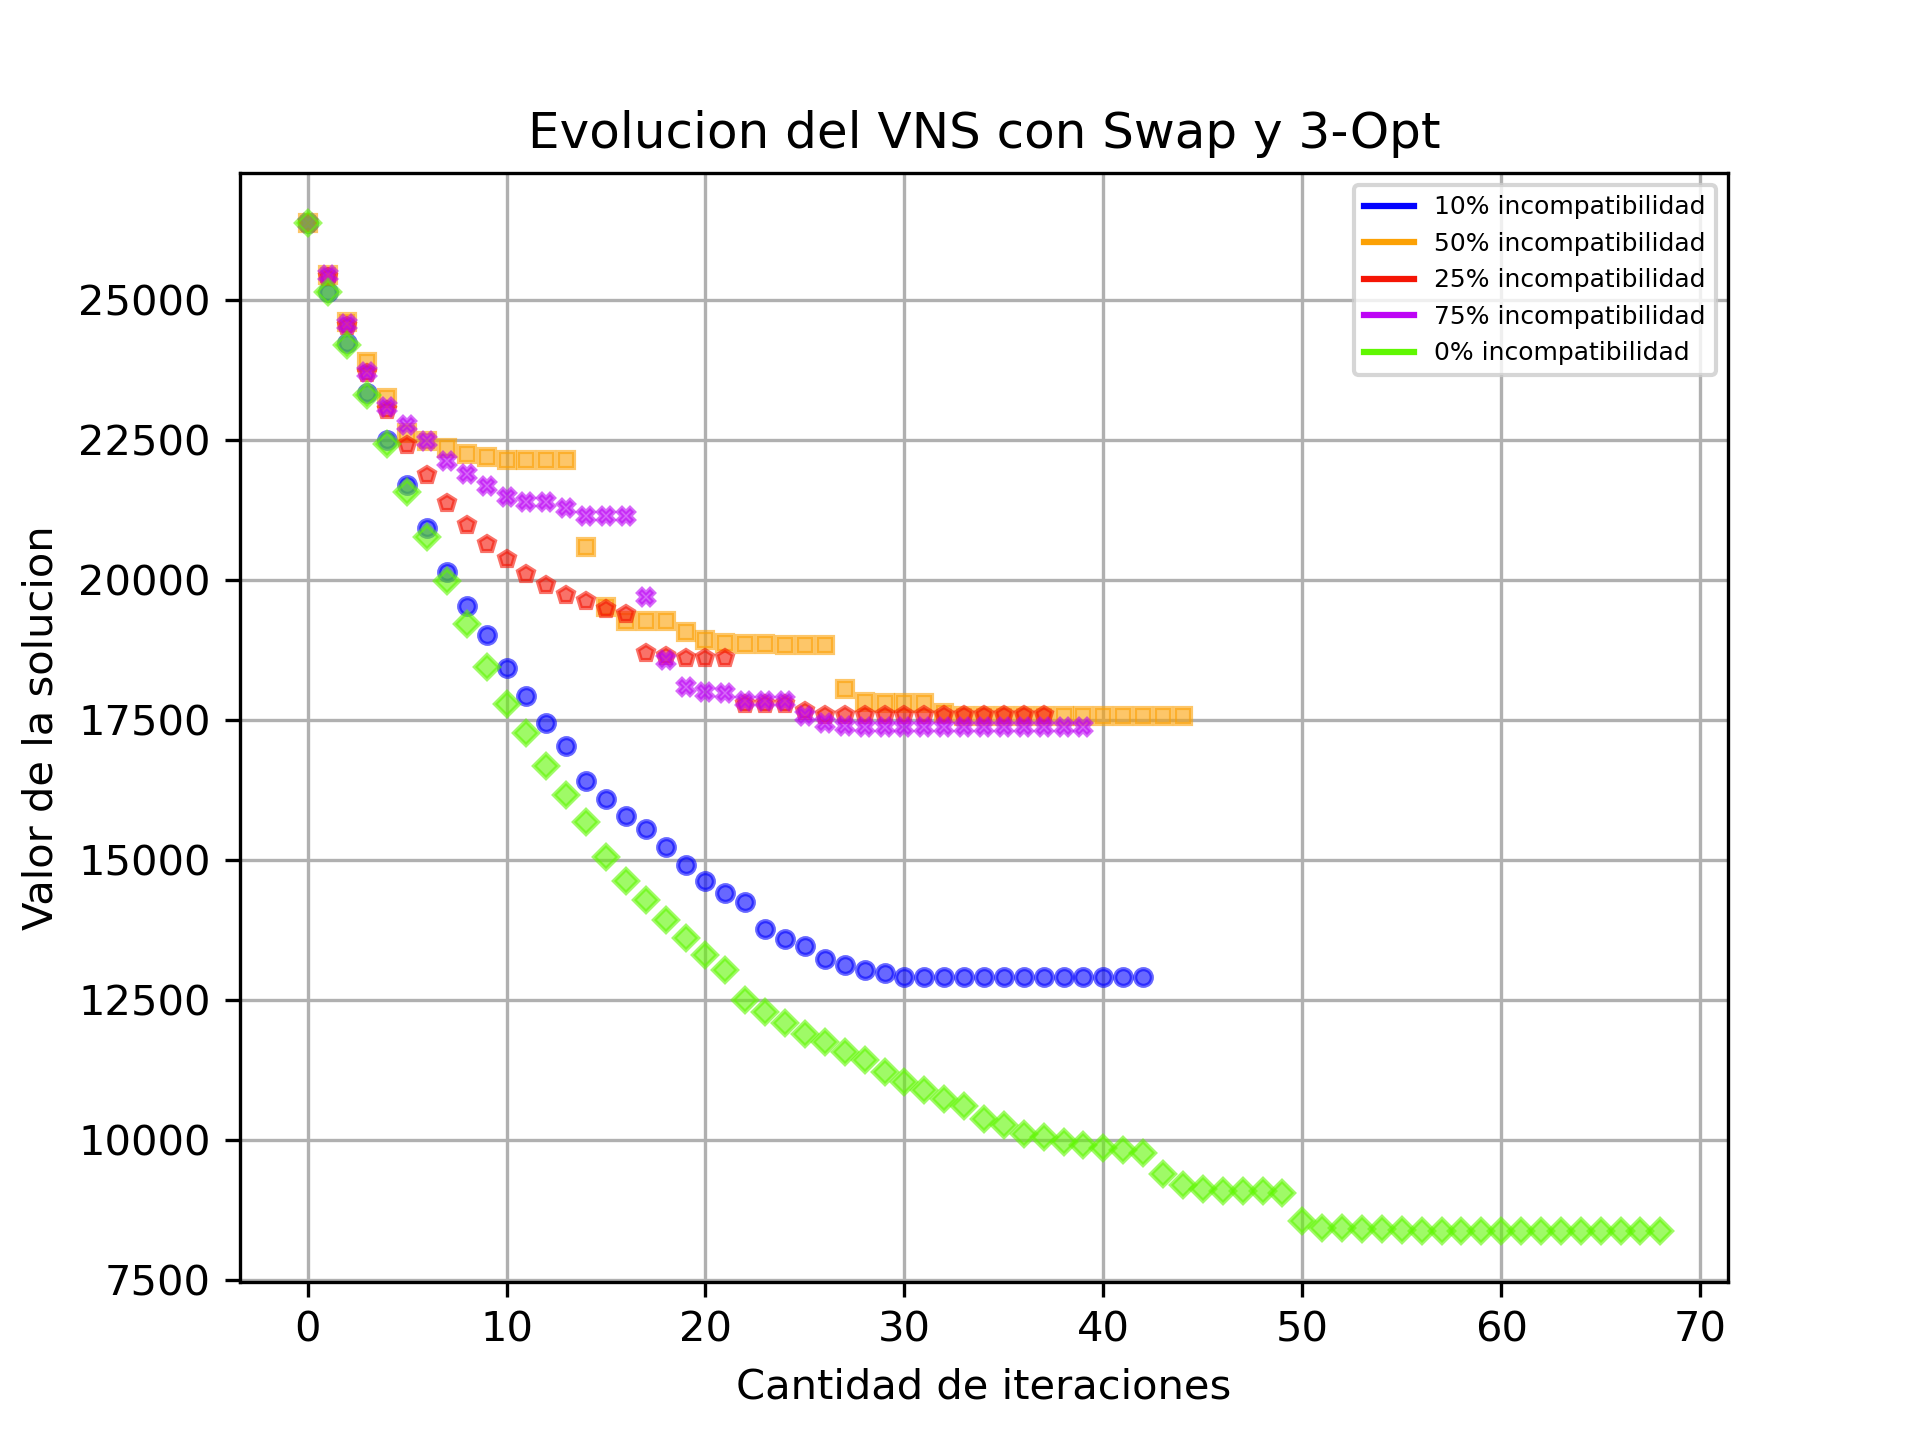 Evolucion del VNS con Swap y 3-Opt
10% incompatibilidad
50% incompatibilidad
25% incompatibilidad
75% incompatibilidad
0% incompatibilidad
25000
22500
20000
17500
15000
12500
10000
7500
Valor de la solucion
0 10 20 30 40 50 60 70
Cantidad de iteraciones